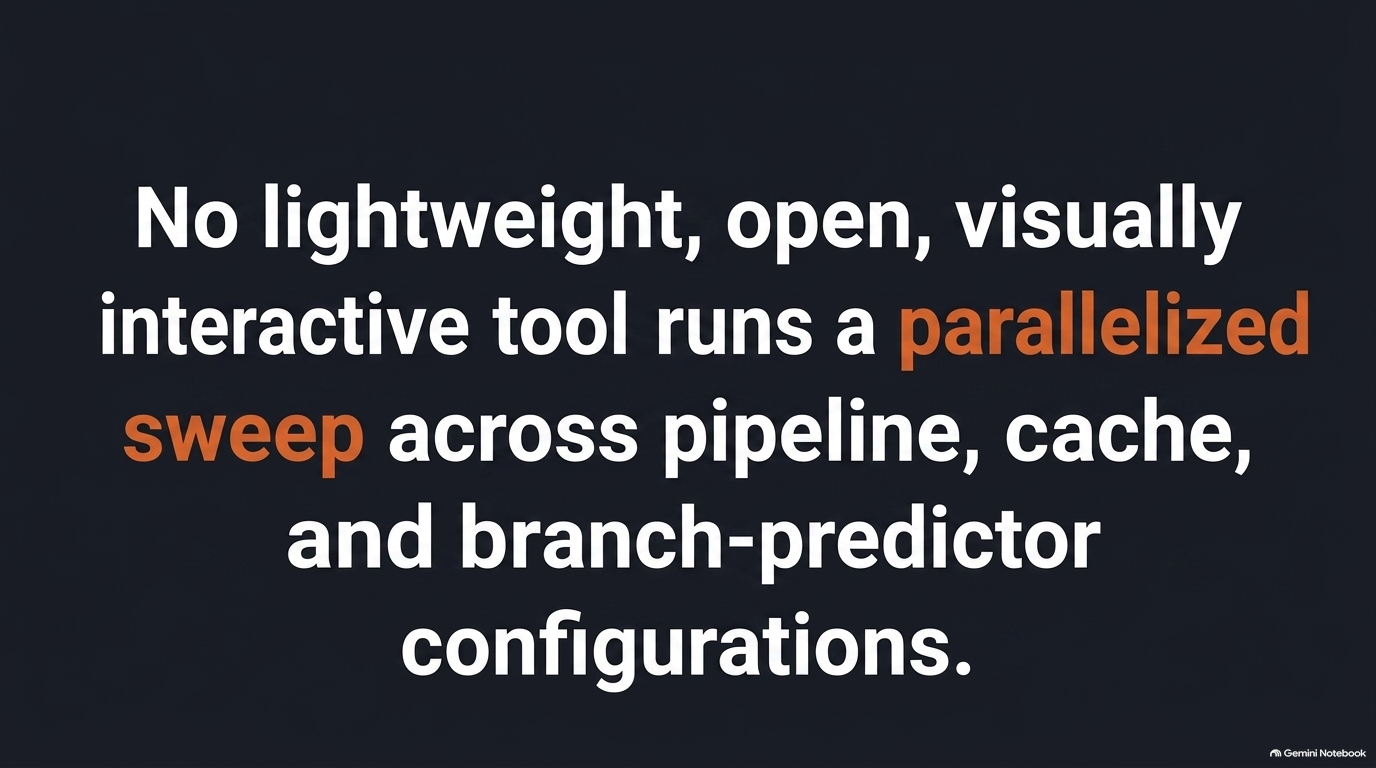 No lightweight, open, visually
interactive tool runs a parallelized
sweep across pipeline, cache,
and branch-predictor
configurations.
Gemini Notebook